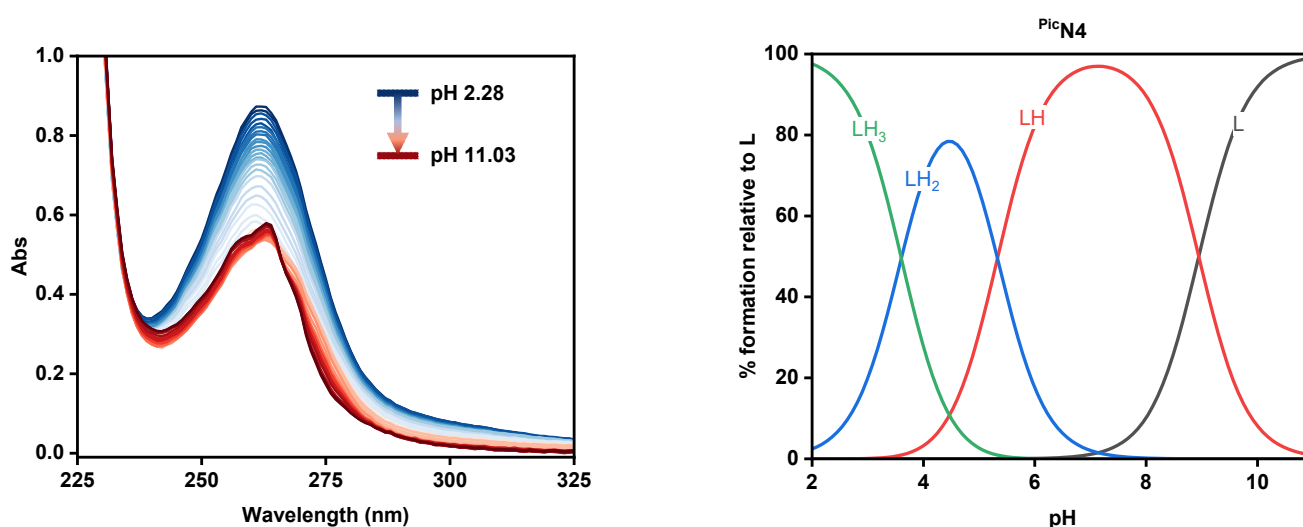 1.0
0.8
0.6
0.4
0.2
0.0
Abs
225
250
275
300
325
Wavelength (nm)
pH 2.28
pH 11.03
PicN4
100
80
60
40
20
0
% formation relative to L
LH3
LH2
LH
L
2
4
6
8
10
pH